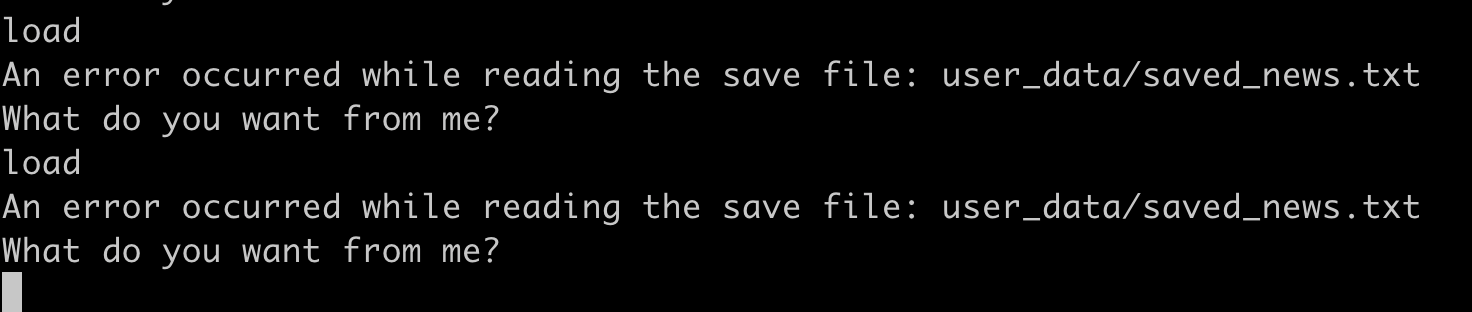 load
An error occurred while reading the save file: user_data/saved_news.txt
What do you want from me?
load
An error occurred while reading the save file: user_data/saved_news.txt
What do you want from me?